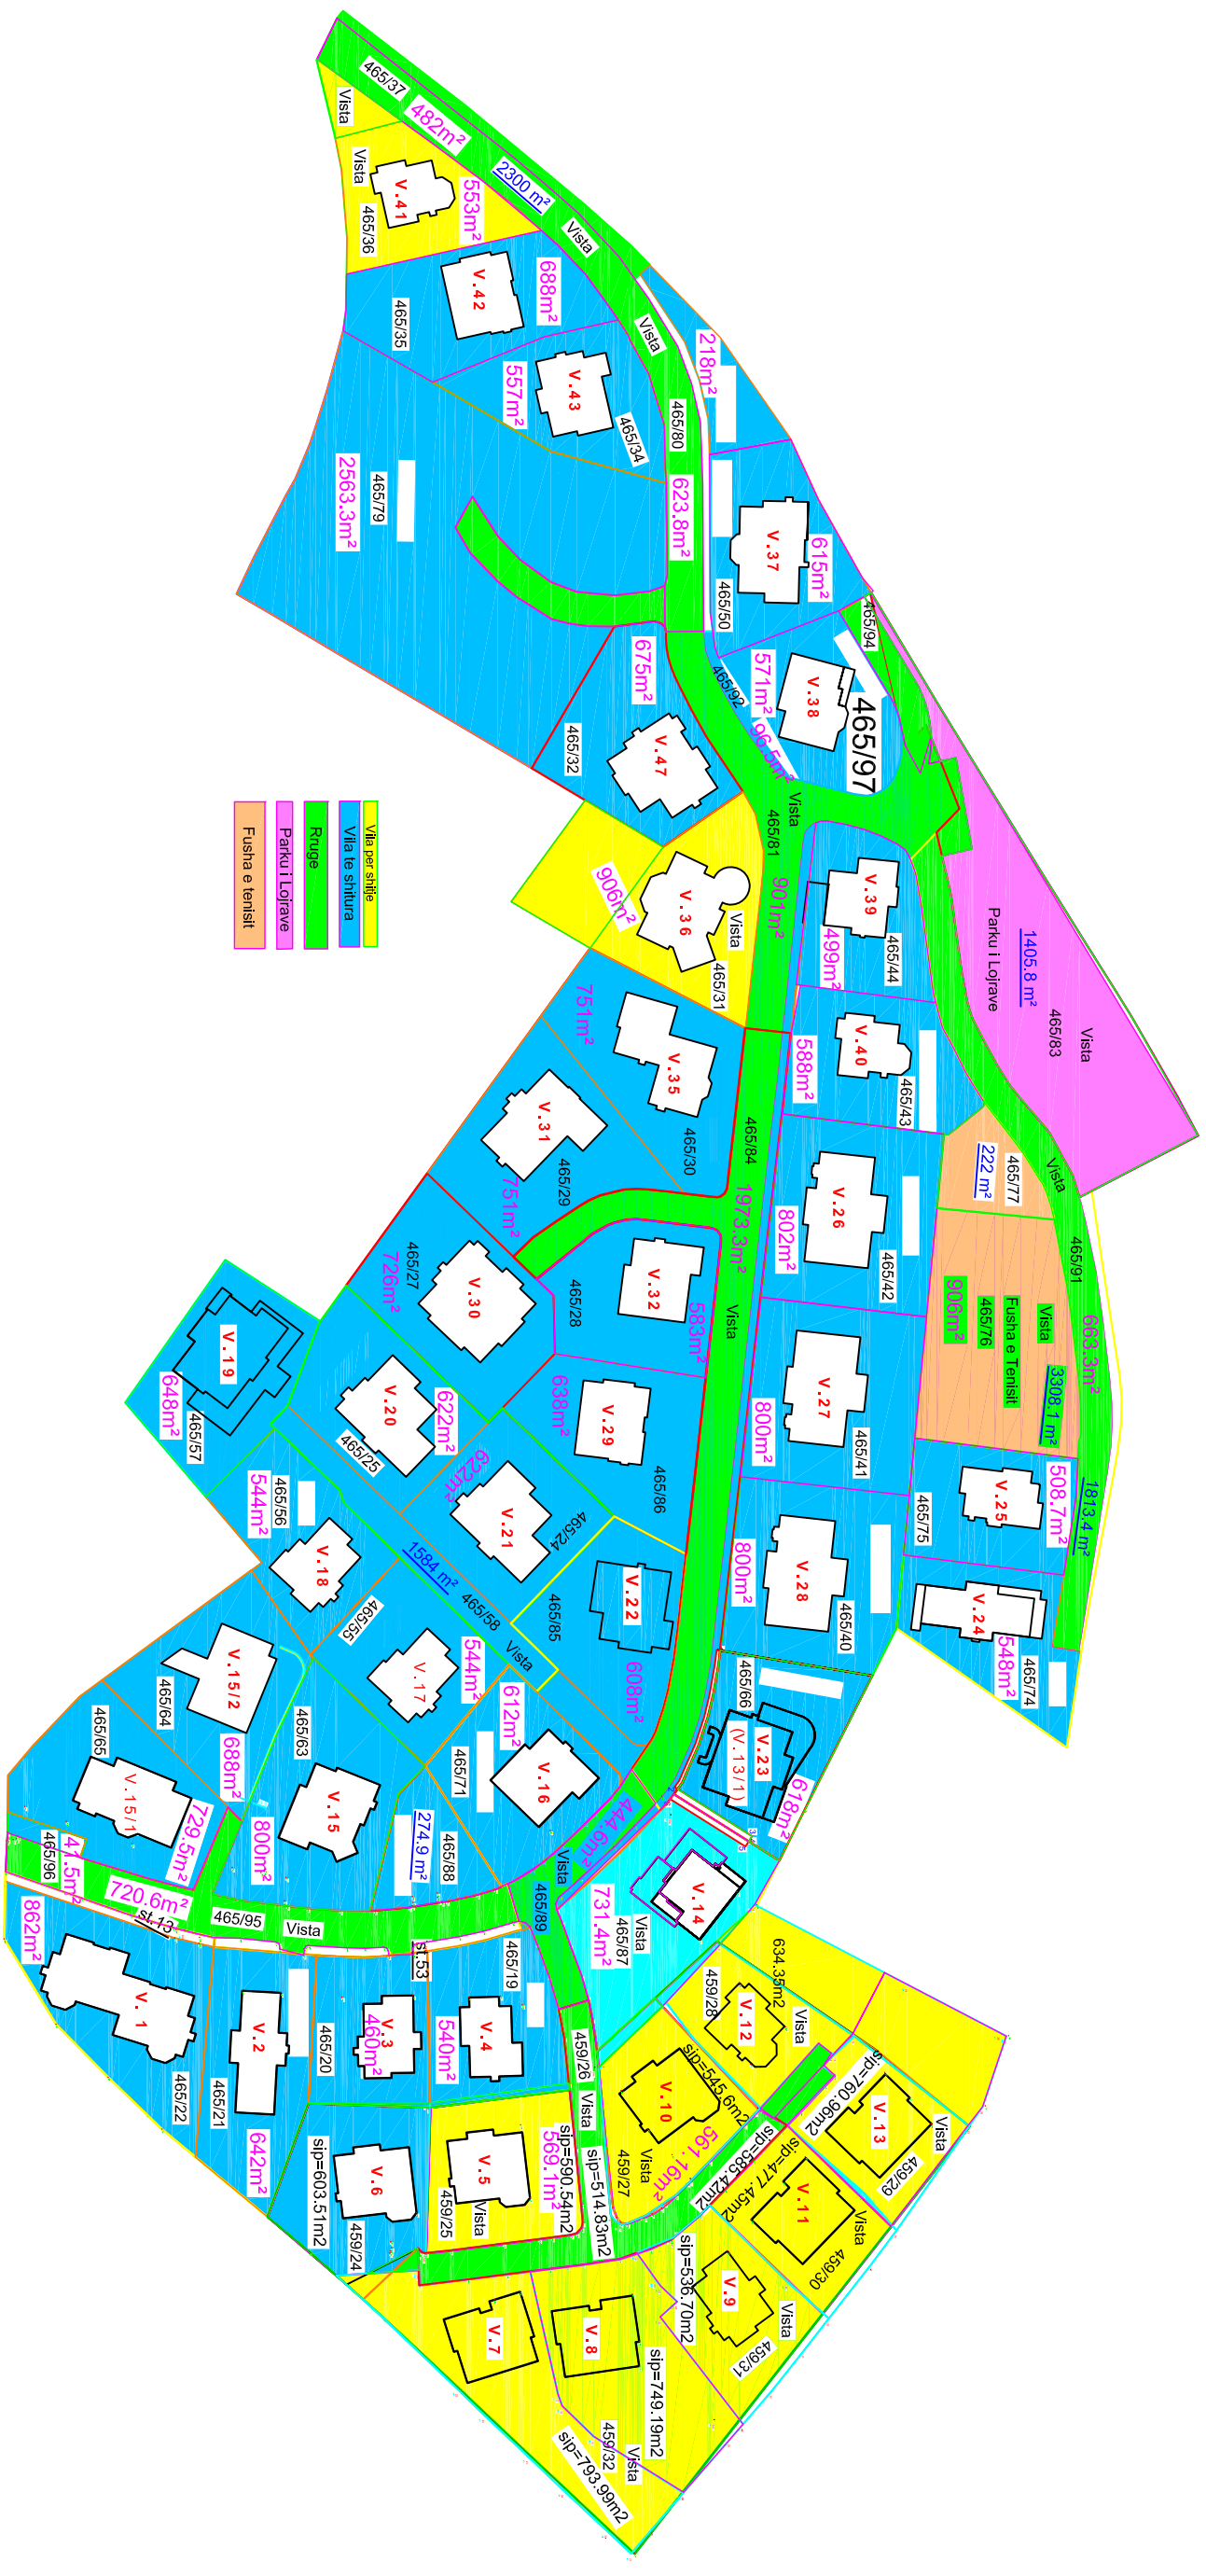 465/37
482m²
Vista
2300 m²
Vista
V.41
553m²
465/36
Vista
688m²
V.42
465/35
Vista
218m²
557m²
V.43
465/34
465/80
623.8m²
2563.3m²
465/79
V.37
615m²
465/50
465/94
675m²
571m²
465/92
V.38
465/97
96.5m²
465/32
V.47
Vista
465/81
901m²
Vila per shitje
Vila te shitura
Rruge
Parku i Lojrave
Fusha e tenisit
906m²
V.36
Vista
465/31
V.39
499m²
465/44
1405.8 m²
Parku i Lojrave
465/83
Vista
751m²
V.35
465/30
588m²
V.40
465/43
V.31
465/29
751m²
465/84
1973.3m²
222 m²
465/77
Vista
V.26
802m²
465/42
465/91
663.3m²
726m²
465/27
V.30
465/28
V.32
583m²
Vista
906m²
465/76
Fusha e Tenisit
Vista
3308.1 m²
V.19
648m²
465/57
V.20
622m²
465/25
638m²
V.29
465/86
V.27
800m²
465/41
508.7m²
V.25
465/75
1813.4 m²
544m²
465/56
V.18
622m²
V.21
465/24
1584 m²
465/58
465/85
V.22
608m²
800m²
V.28
465/40
V.24
548m²
465/74
465/55
V.17
544m²
Vista
V.15/2
465/64
465/63
688m²
612m²
465/71
V.16
465/66
V.23
(V.13/1)
618m²
465/65
V.15/1
729.5m²
V.15
800m²
274.9 m²
465/88
444.6m²
Vista
V.14
731.4m²
465/87
Vista
41.5m²
465/96
720.6m²
st.13
465/95
Vista
st.53
465/89
465/19
862m²
V.1
465/22
V.2
465/21
642m²
465/20
V.3
460m²
540m²
V.4
459/26
Vista
634.35m2
459/28
V.12
Vista
sip=545.6m2
V.10
459/27
Vista
561.16m²
sip=585.42m2
sip=760.96m2
V.13
Vista
459/29
sip=477.45m2
V.11
Vista
459/30
sip=603.51m2
V.6
459/24
V.5
459/25
Vista
569.1m²
sip=590.54m2
sip=514.83m2
sip=536.70m2
V.9
Vista
459/31
V.7
V.8
sip=749.19m2
459/32
Vista
sip=793.99m2